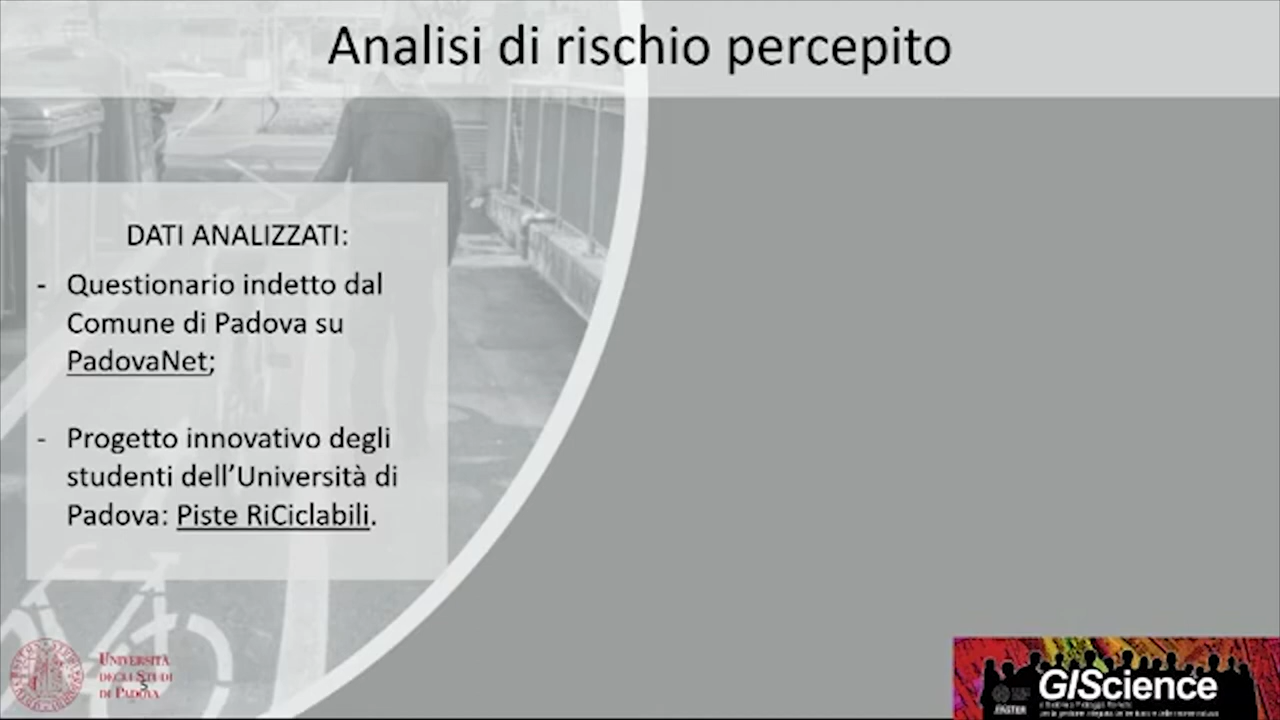 Analisi di rischio percepito
DATI ANALIZZATI:
- Questionario indetto dal
Comune di Padova su
PadovaNet;
- Progetto innovativo degli
studenti dell’Università di
Padova: Piste RiCiclabili.
UNIVERSITÀ
DEGLI STUDI
DI PADOVA
5
GIScience